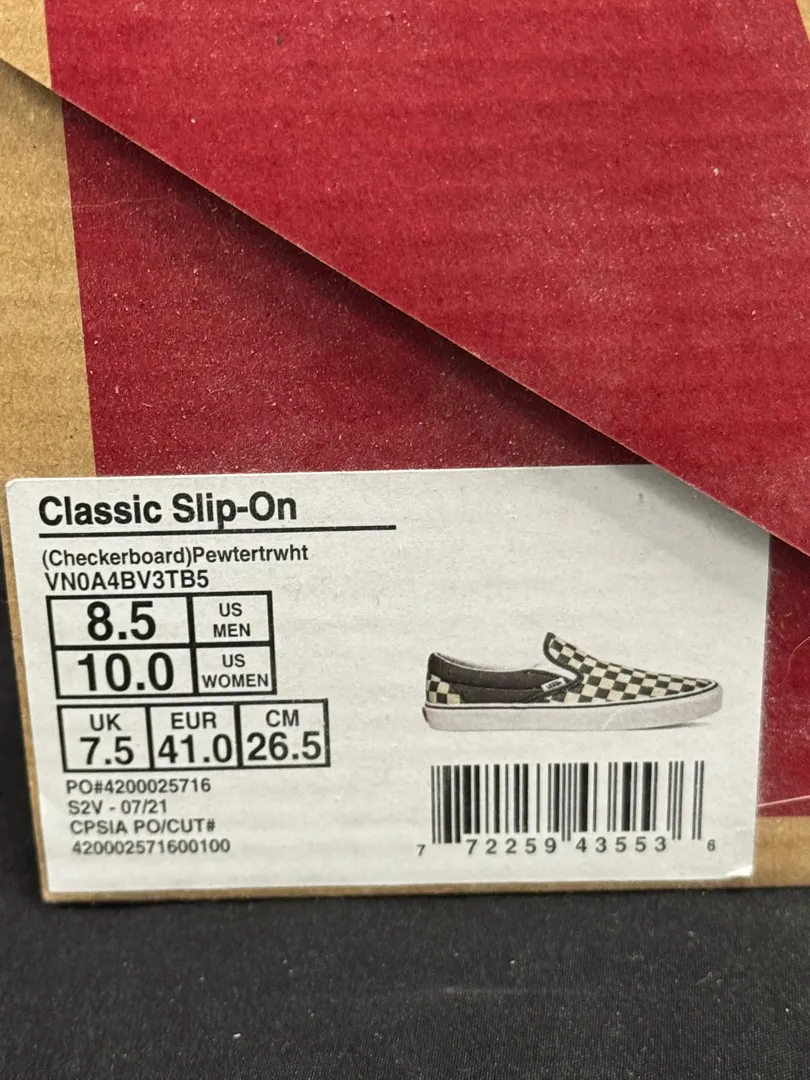 Classic Slip-On
(Checkerboard)Pewtertrwht
VN0A4BV3TB5
8.5 US MEN
10.0 US WOMEN
UK EUR CM
7.5 41.0 26.5
PO#4200025716
S2V - 07/21
CPSIA PO/CUT#
420002571600100
7 72259 43553 6